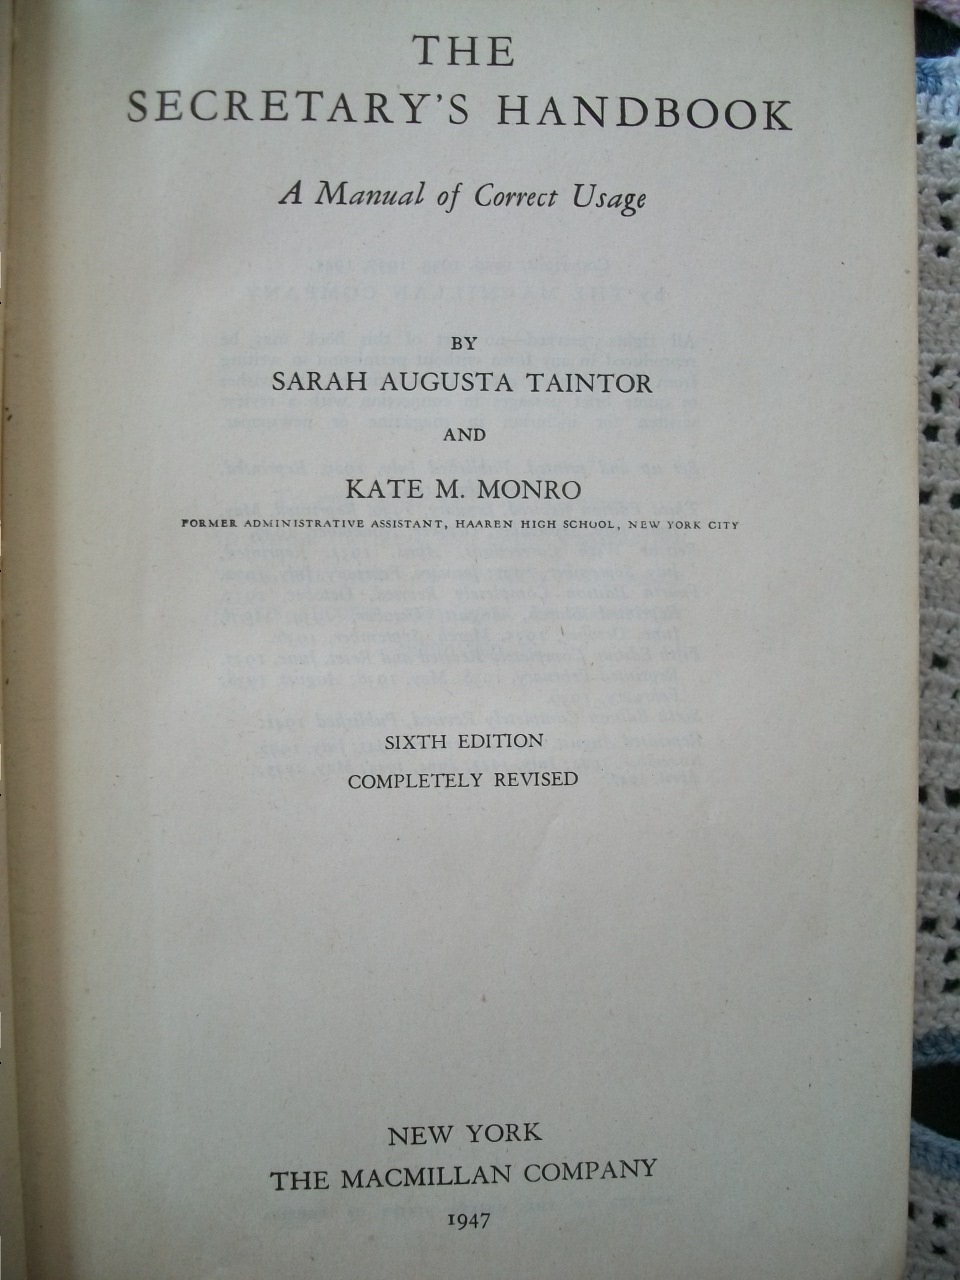 THE
SECRETARY'S HANDBOOK
A Manual of Correct Usage
BY
SARAH AUGUSTA TAINTOR
AND
KATE M. MONRO
FORMER ADMINISTRATIVE ASSISTANT, HAAREN HIGH SCHOOL, NEW YORK CITY
SIXTH EDITION
COMPLETELY REVISED
NEW YORK
THE MACMILLAN COMPANY
1947